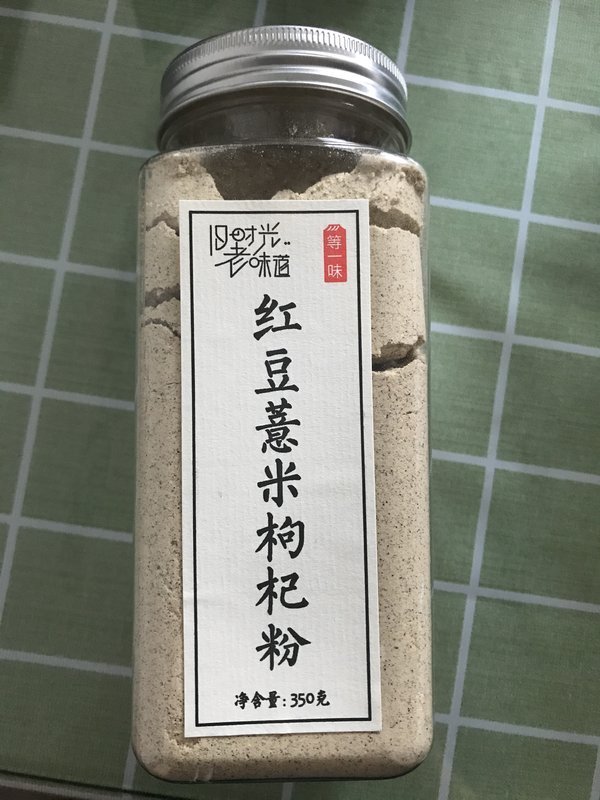 旧时光
老味道
等一味
红豆薏米枸杞粉
净含量：350克